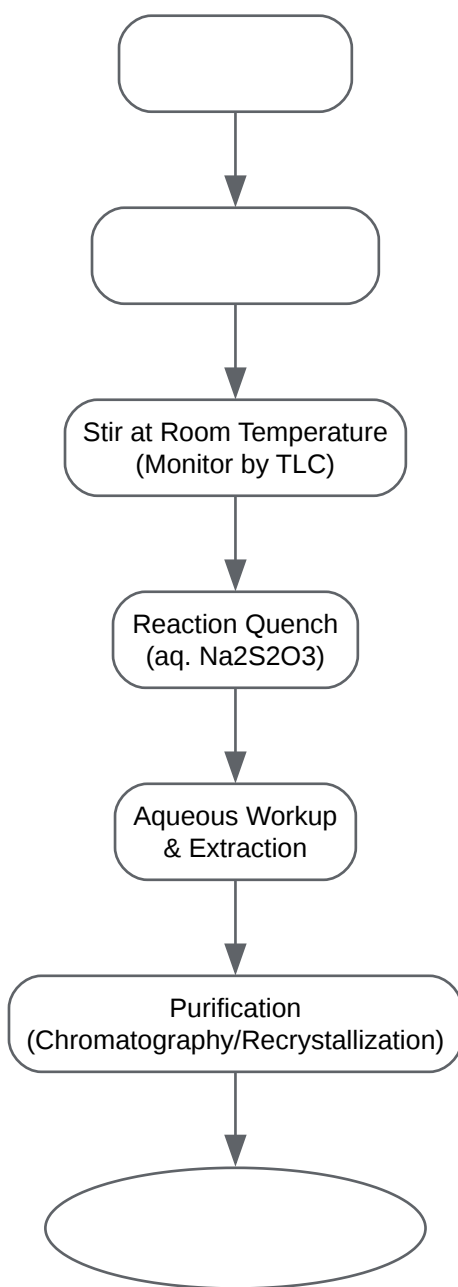 Stir at Room Temperature
(Monitor by TLC)
Reaction Quench
(aq. Na2S2O3)
Aqueous Workup
& Extraction
Purification
(Chromatography/Recrystallization)